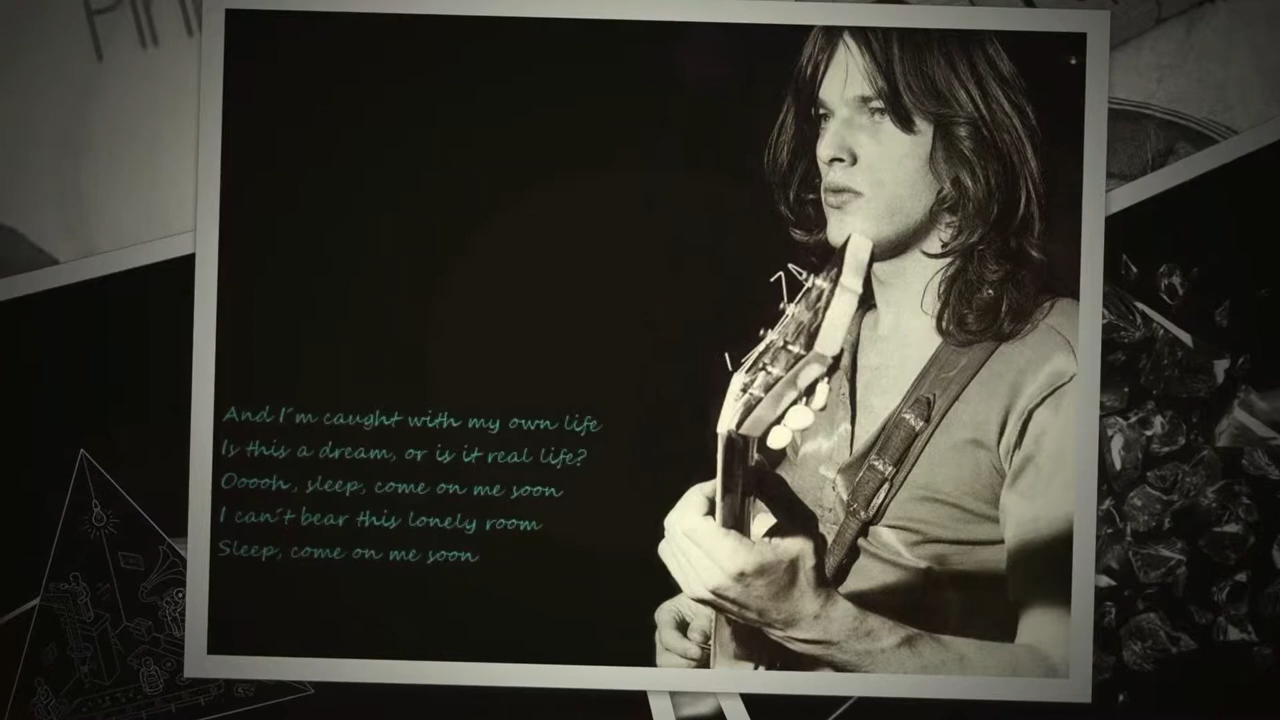 And I´m caught with my own life
Is this a dream, or is it real life?
Ooooh, sleep, come on me soon
I can´t bear this lonely room
Sleep, come on me soon